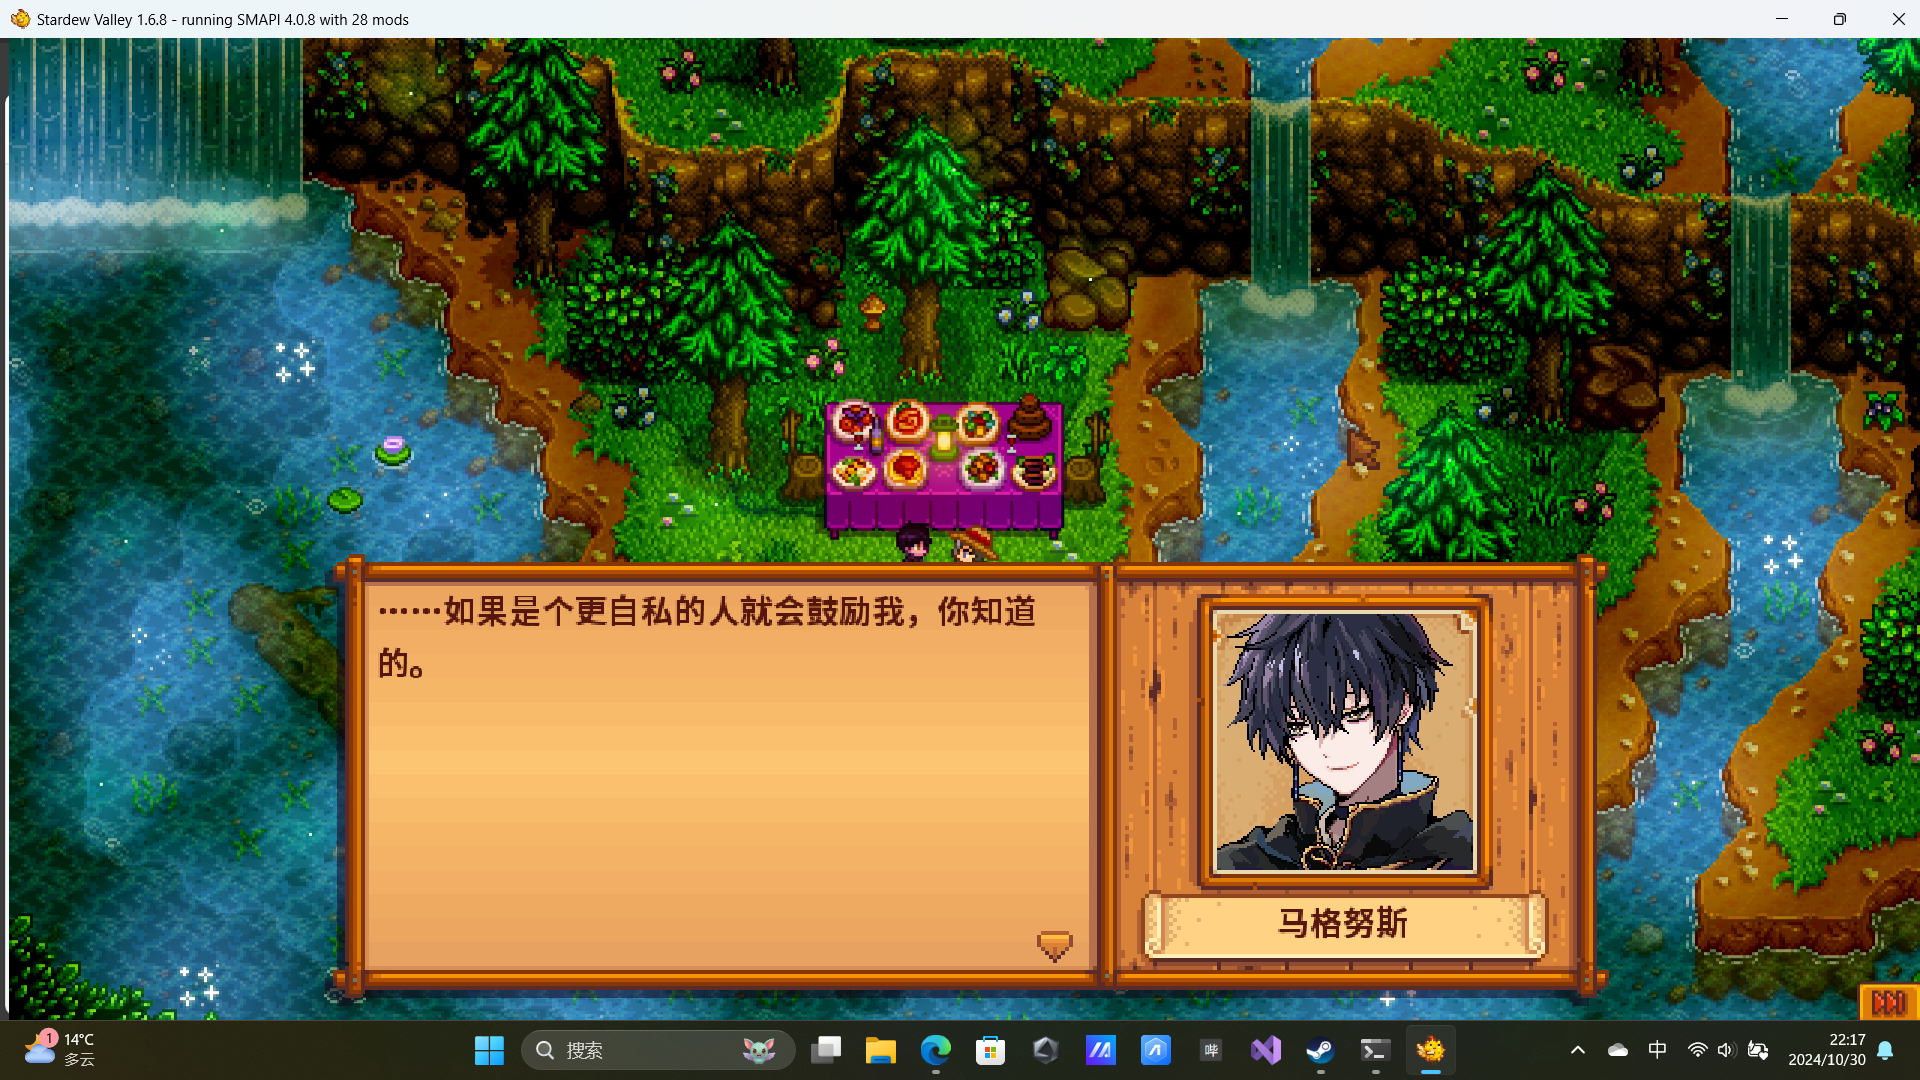 Stardew Valley 1.6.8 - running SMAPI 4.0.8 with 28 mods
······如果是个更自私的人就会鼓励我，你知道
的。
马格努斯
1
14°C
多云
搜索
哔
中
22:17
2024/10/30